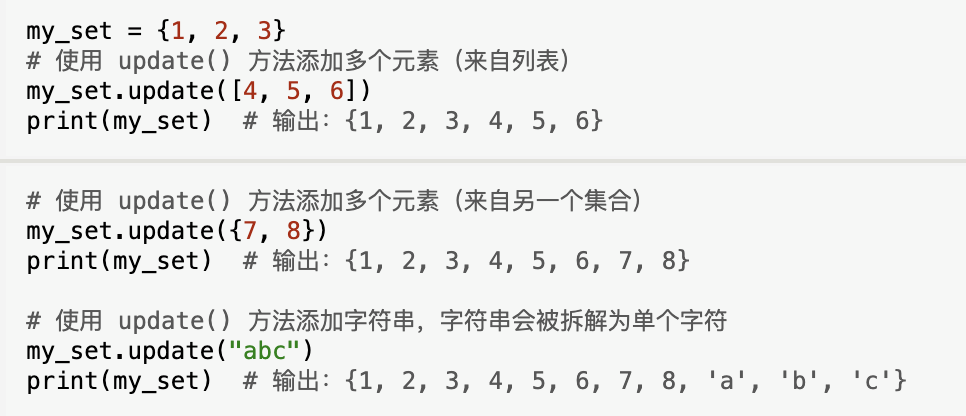 my_set = {1, 2, 3}
# 使用 update() 方法添加多个元素（来自列表）
my_set.update([4, 5, 6])
print(my_set)  # 输出：{1, 2, 3, 4, 5, 6}
# 使用 update() 方法添加多个元素（来自另一个集合）
my_set.update({7, 8})
print(my_set)  # 输出：{1, 2, 3, 4, 5, 6, 7, 8}
# 使用 update() 方法添加字符串，字符串会被拆解为单个字符
my_set.update("abc")
print(my_set)  # 输出：{1, 2, 3, 4, 5, 6, 7, 8, 'a', 'b', 'c'}